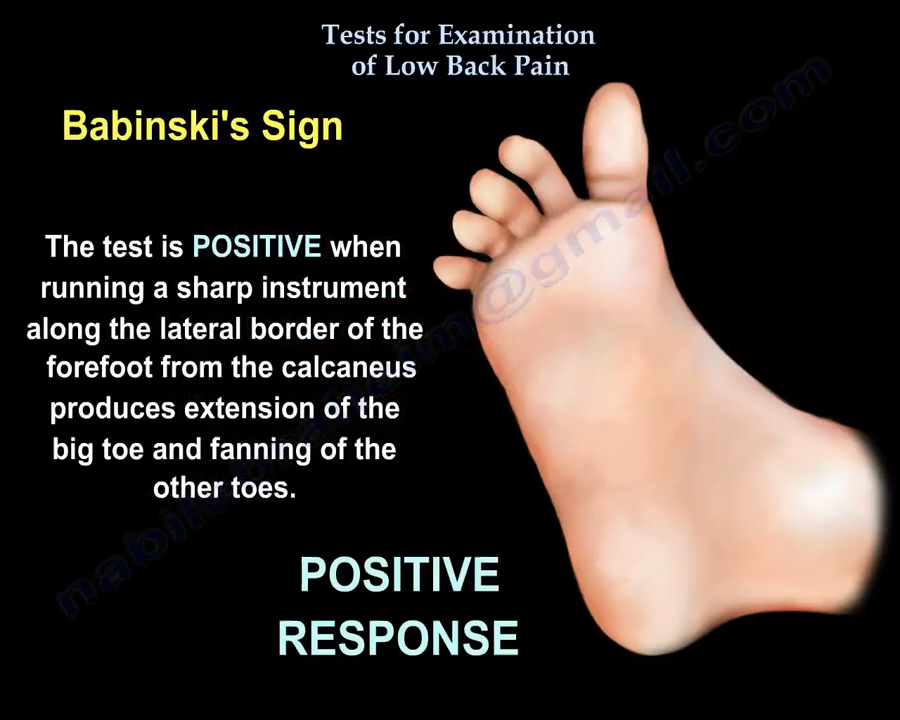 Tests for Examination
of Low Back Pain
Babinski's Sign
The test is POSITIVE when
running a sharp instrument
along the lateral border of the
forefoot from the calcaneus
produces extension of the
big toe and fanning of the
other toes.
POSITIVE
RESPONSE